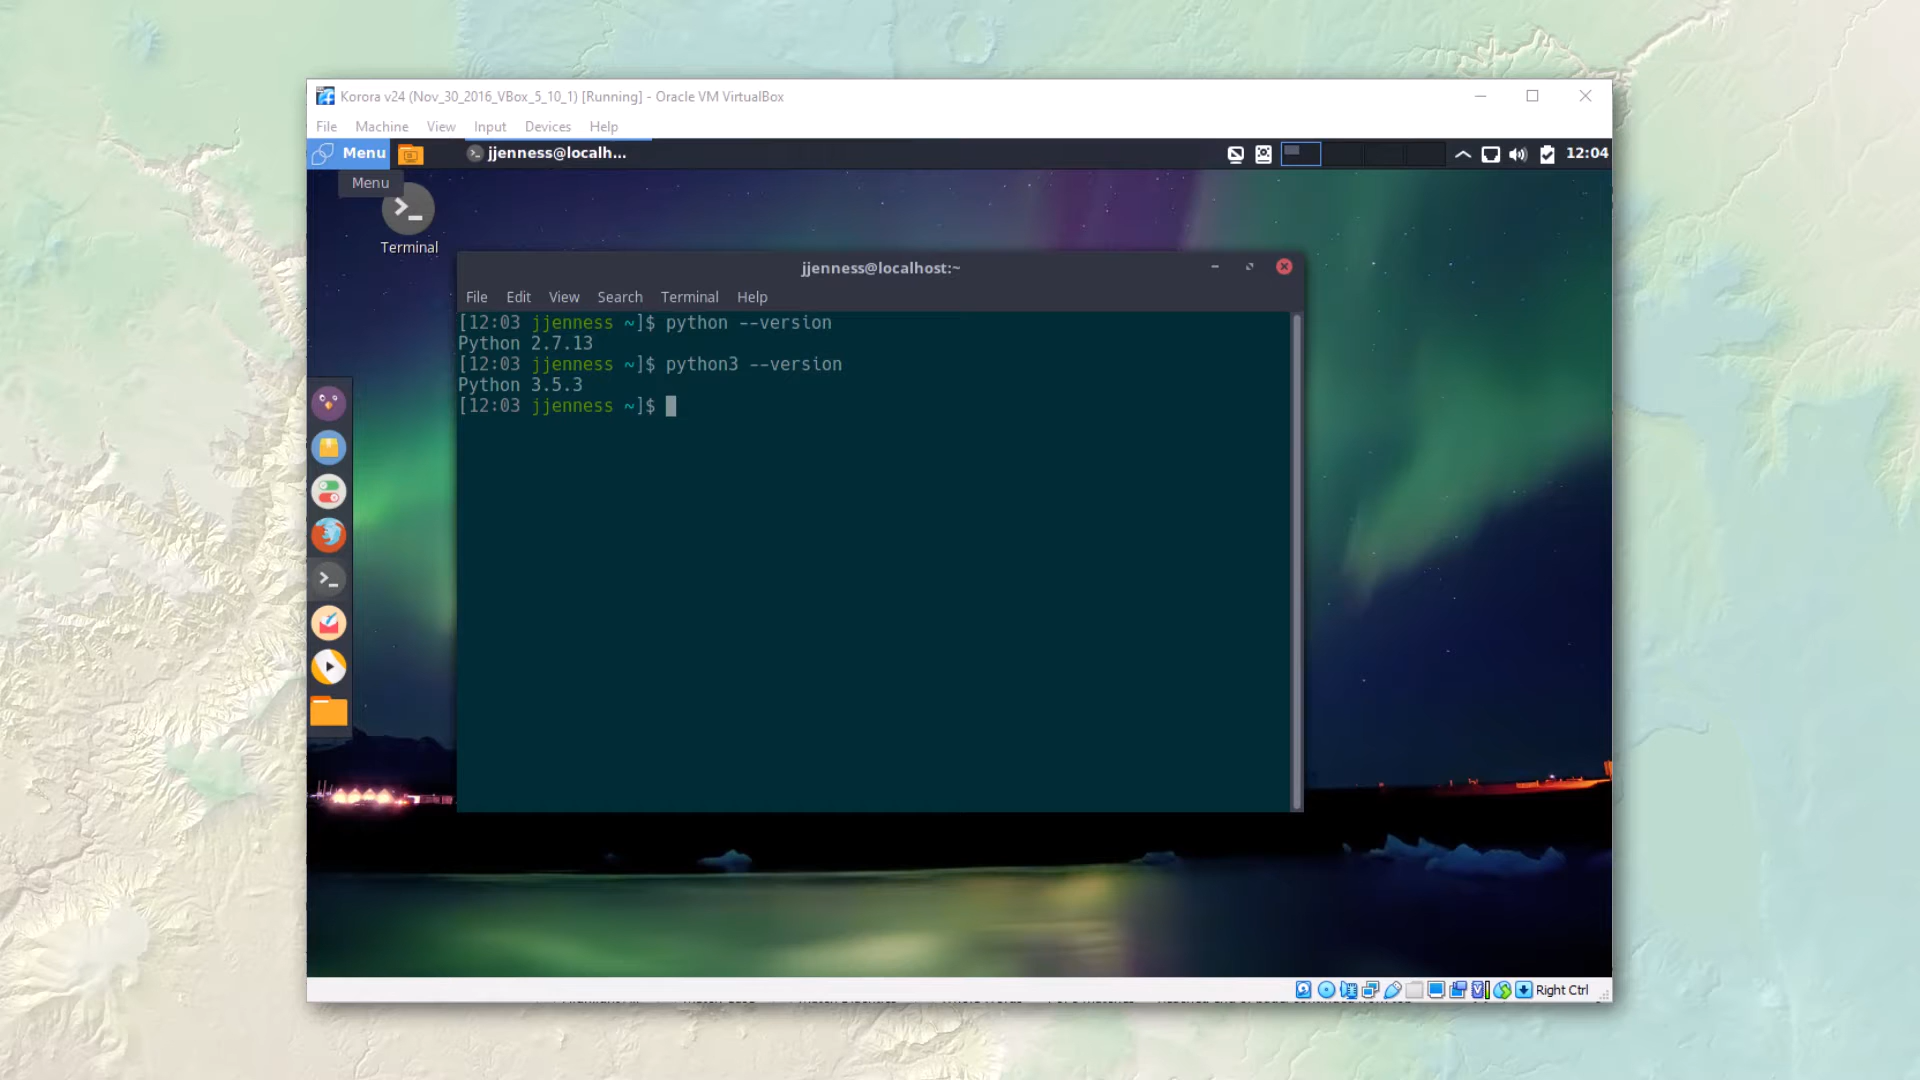 Korora v24 (Nov_30_2016_VBox_5_10_1) [Running] - Oracle VM VirtualBox
File Machine View Input Devices Help
Menu jjenness@localh... 12:04
Menu
Terminal
jjenness@localhost:~
File Edit View Search Terminal Help
[12:03 jjenness ~]$ python --version
Python 2.7.13
[12:03 jjenness ~]$ python3 --version
Python 3.5.3
[12:03 jjenness ~]$
Right Ctrl